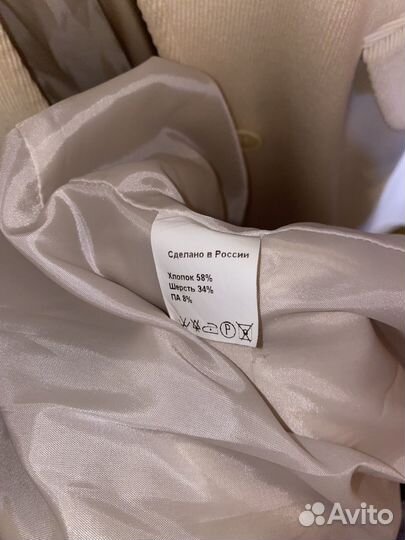 Сделано в России
Хлопок 58%
Шерсть 34%
ПА 8%
P
Avito